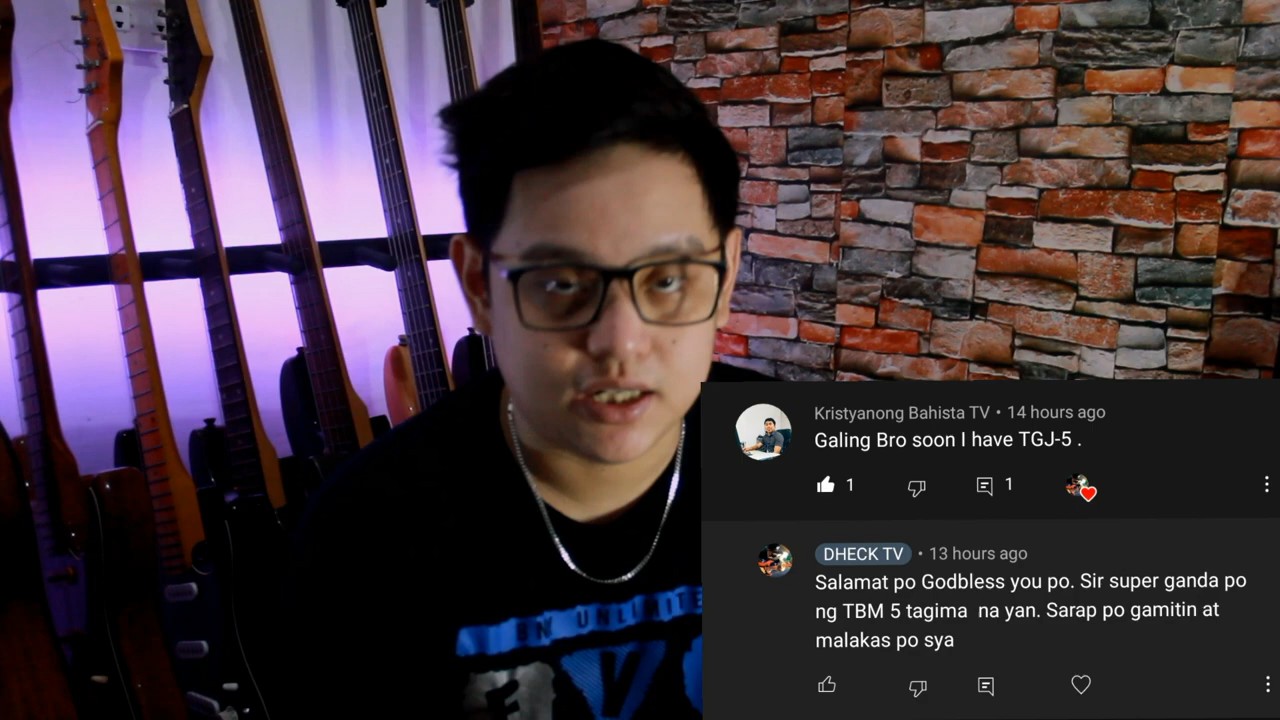 Kristyanong Bahista TV • 14 hours ago
Galing Bro soon I have TGJ-5 .
1
1
DHECK TV • 13 hours ago
Salamat po Godbless you po. Sir super ganda po
ng TBM 5 tagima na yan. Sarap po gamitin at
malakas po sya